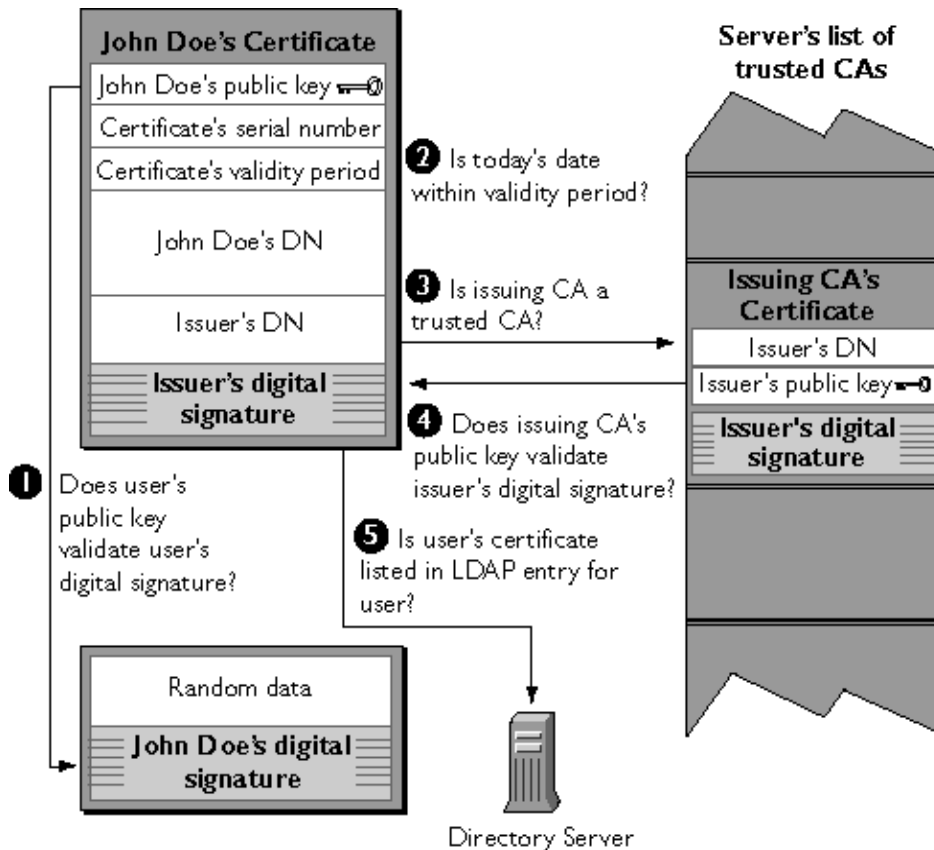 John Doe's Certificate
John Doe's public key
Certificate's serial number
Certificate's validity period
John Doe's DN
Issuer's DN
Issuer's digital
signature
Server's list of
trusted CAs
2 Is today's date
within validity period?
3 Is issuing CA a
trusted CA?
Issuing CA's
Certificate
Issuer's DN
Issuer's public key
Issuer's digital
signature
4 Does issuing CA's
public key validate
issuer's digital signature?
1 Does user's
public key
validate user's
digital signature?
5 Is user's certificate
listed in LDAP entry for
user?
Random data
John Doe's digital
signature
Directory Server